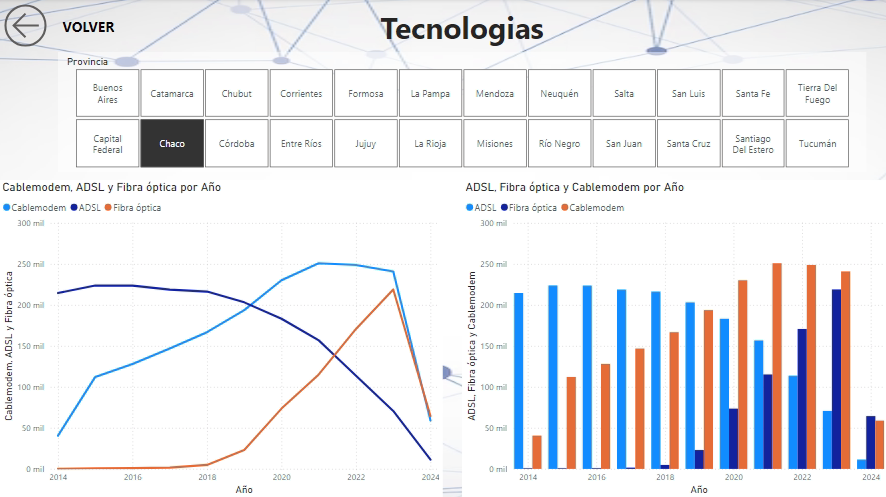 VOLVER
Tecnologias
Provincia
Buenos Aires
Catamarca
Chubut
Corrientes
Formosa
La Pampa
Mendoza
Neuquén
Salta
San Luis
Santa Fe
Tierra Del Fuego
Capital Federal
Chaco
Córdoba
Entre Ríos
Jujuy
La Rioja
Misiones
Río Negro
San Juan
Santa Cruz
Santiago Del Estero
Tucumán
Cablemodem, ADSL y Fibra óptica por Año
Cablemodem ADSL Fibra óptica
Cablemodem, ADSL y Fibra óptica
300 mil
250 mil
200 mil
150 mil
100 mil
50 mil
0 mil
2014 2016 2018 2020 2022 2024
Año
ADSL, Fibra óptica y Cablemodem por Año
ADSL Fibra óptica Cablemodem
ADSL, Fibra óptica y Cablemodem
300 mil
250 mil
200 mil
150 mil
100 mil
50 mil
0 mil
2014 2016 2018 2020 2022 2024
Año